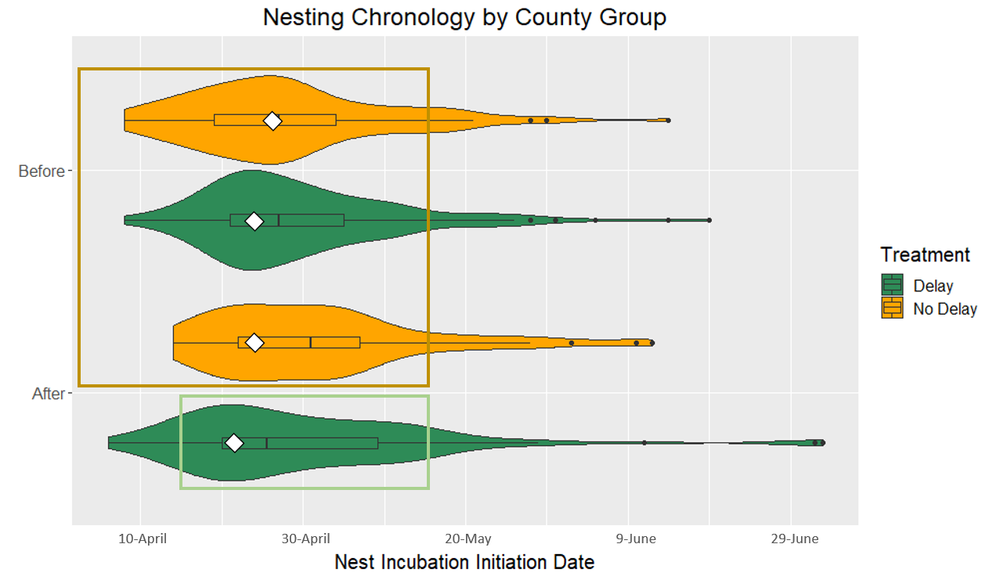 Nesting Chronology by County Group
Before
After
Treatment
Delay
No Delay
10-April 30-April 20-May 9-June 29-June
Nest Incubation Initiation Date